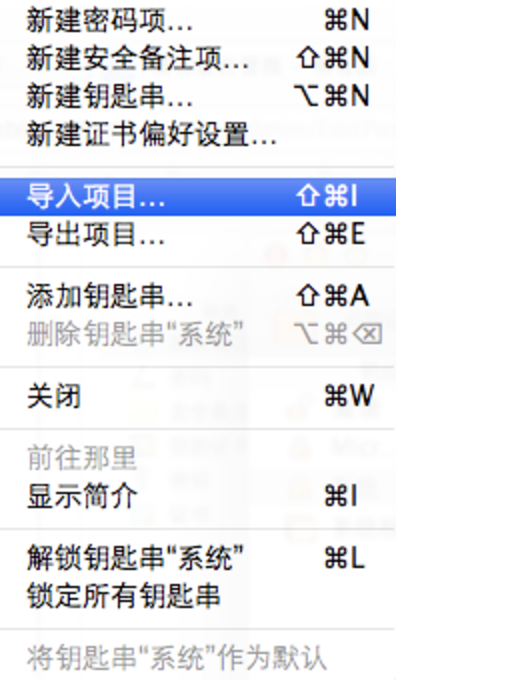 新建密码项... ⌘N
新建安全备注项... ⇧⌘N
新建钥匙串... ⌥⌘N
新建证书偏好设置...
导入项目... ⇧⌘I
导出项目... ⇧⌘E
添加钥匙串... ⇧⌘A
删除钥匙串“系统” ⌥⌘⌫
关闭 ⌘W
前往那里
显示简介 ⌘I
解锁钥匙串“系统” ⌘L
锁定所有钥匙串
将钥匙串“系统”作为默认